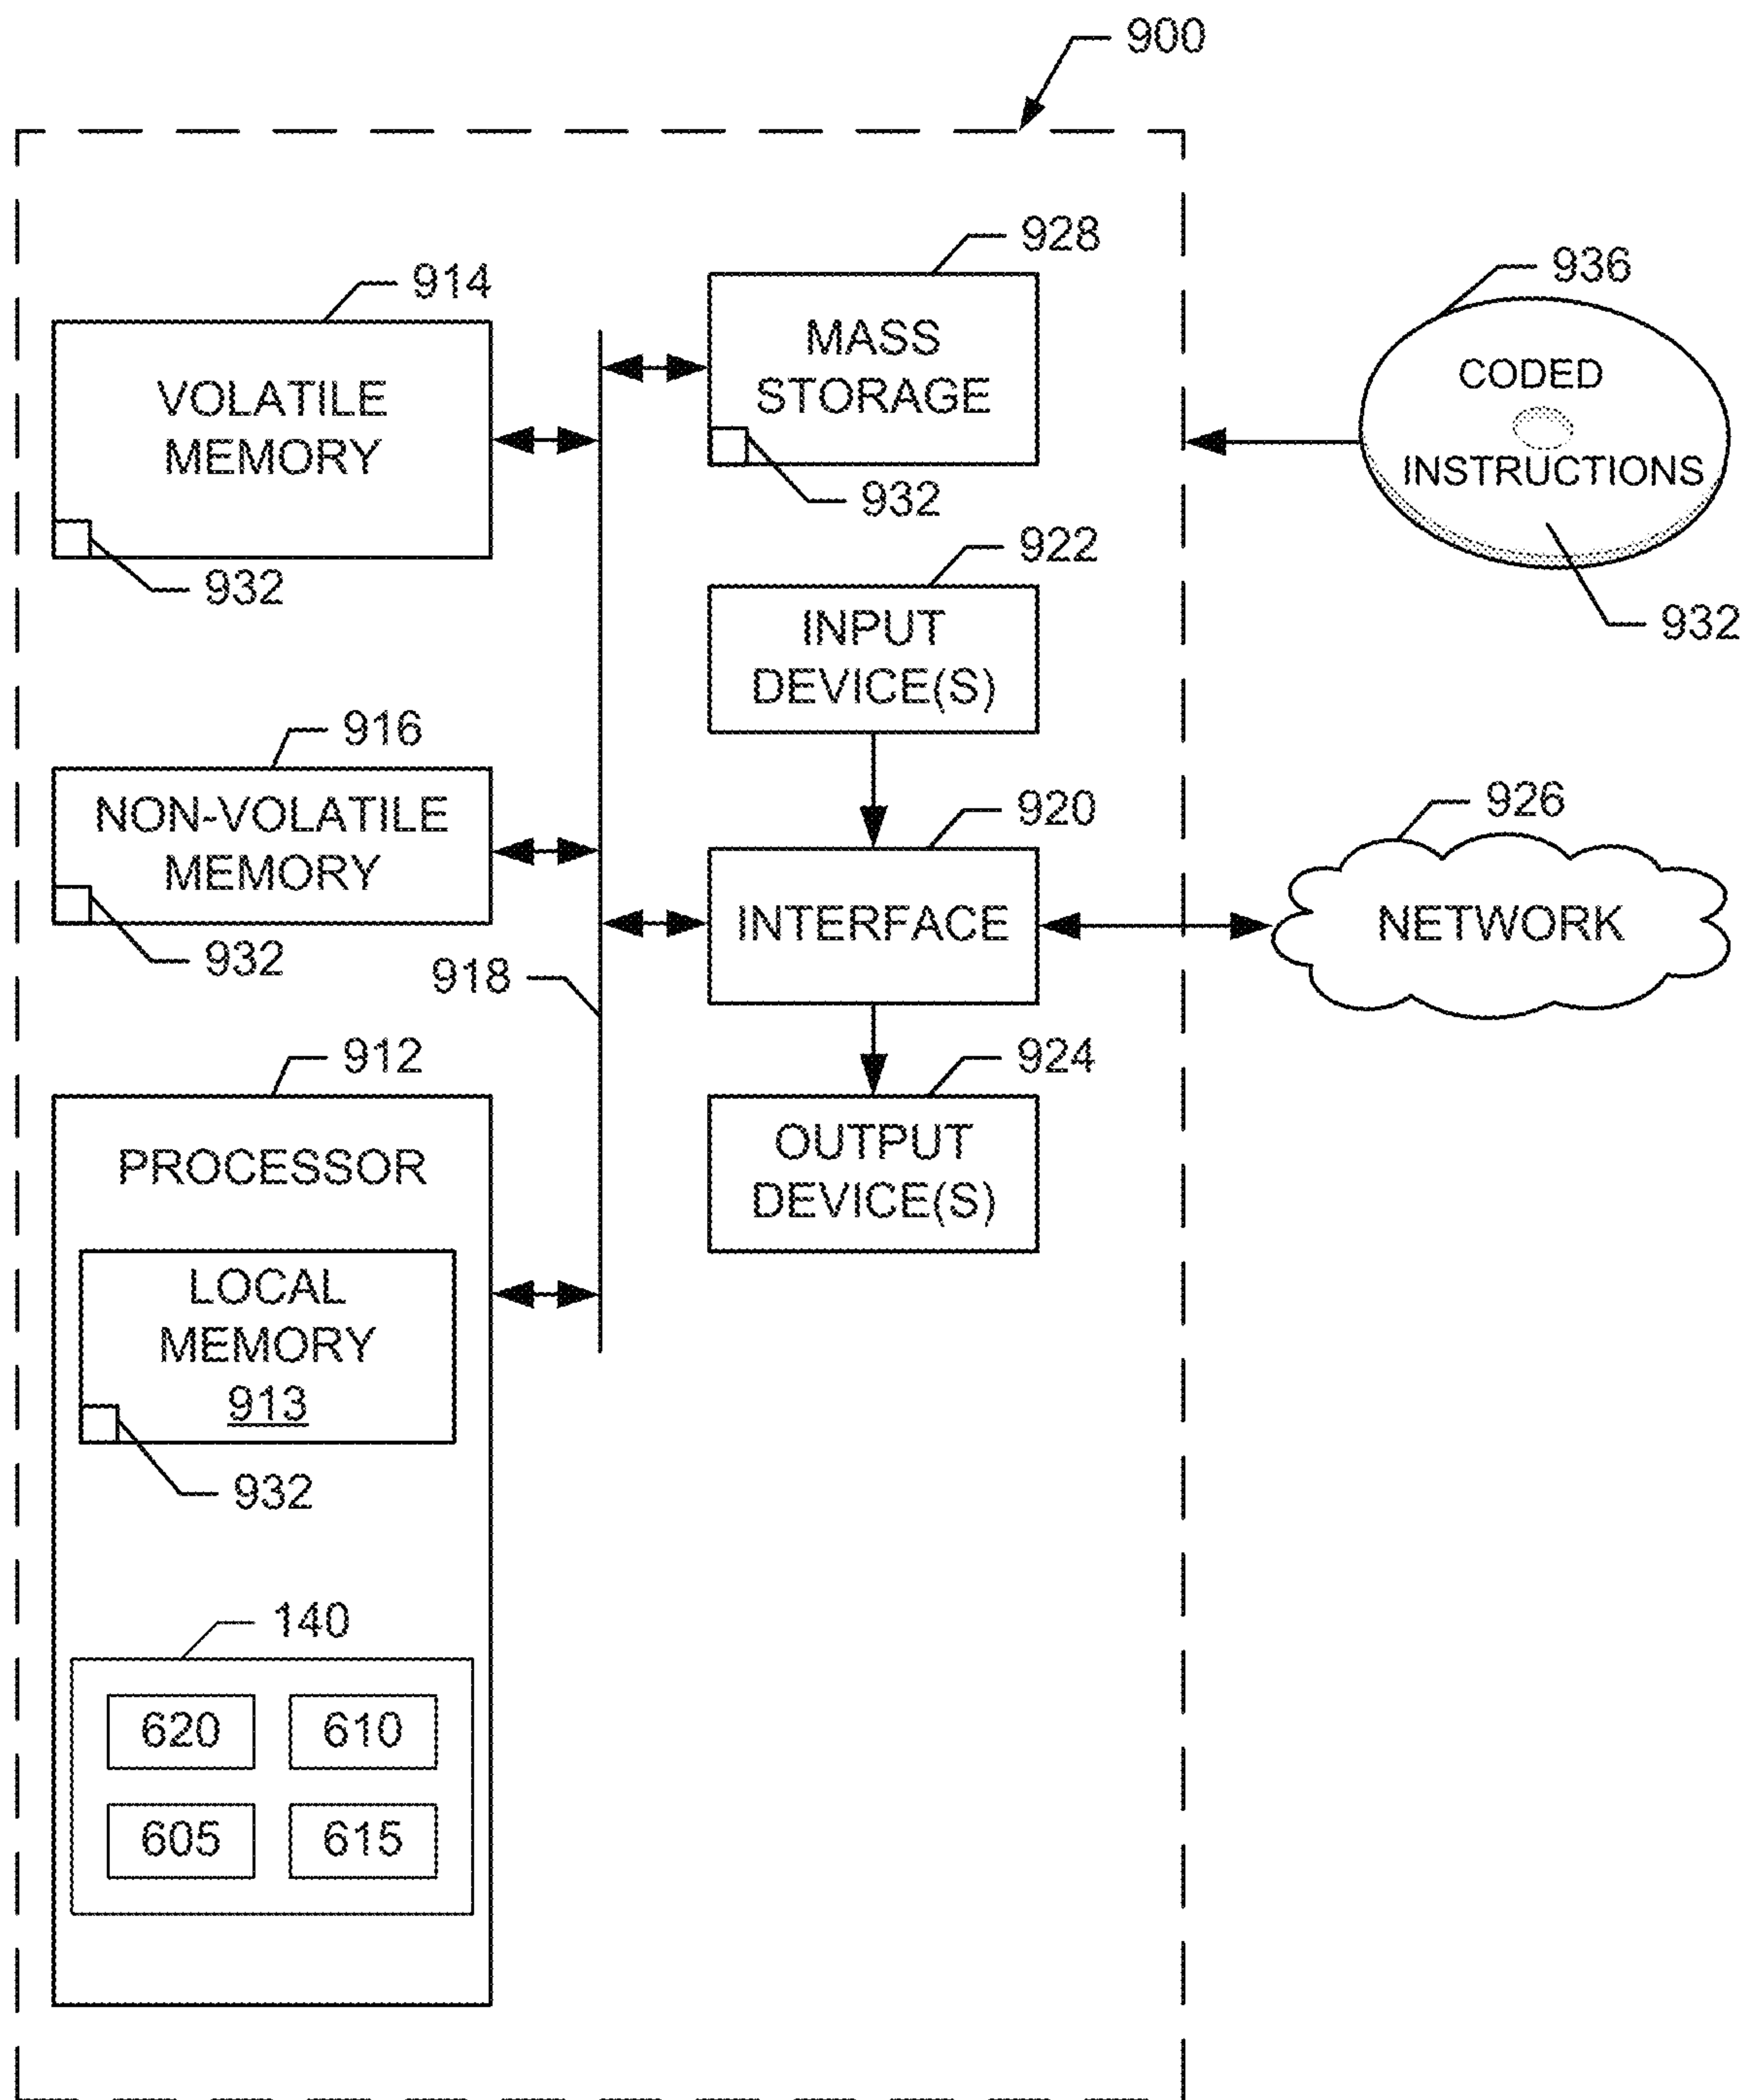 900
928
MASS
STORAGE
932
914
VOLATILE
MEMORY
932
936
CODED
INSTRUCTIONS
932
922
INPUT
DEVICE(S)
916
NON-VOLATILE
MEMORY
932
920
INTERFACE
926
NETWORK
918
912
PROCESSOR
LOCAL
MEMORY
913
932
924
OUTPUT
DEVICE(S)
140
620
610
605
615